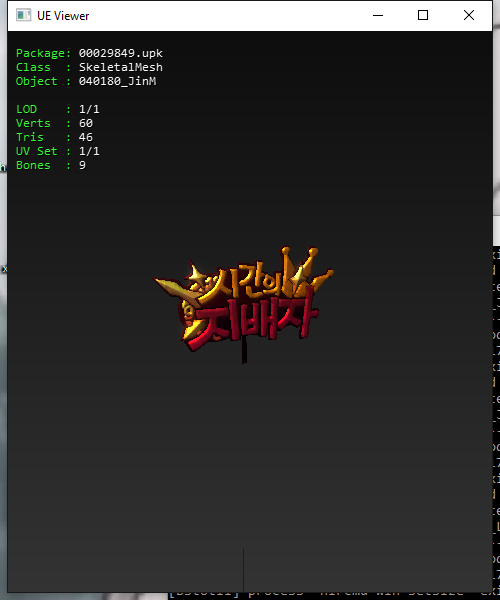 UE Viewer
Package: 00029849.upk
Class : SkeletalMesh
Object : 040180_JinM
LOD : 1/1
Verts : 60
Tris : 46
UV Set : 1/1
Bones : 9
시간의
지배자